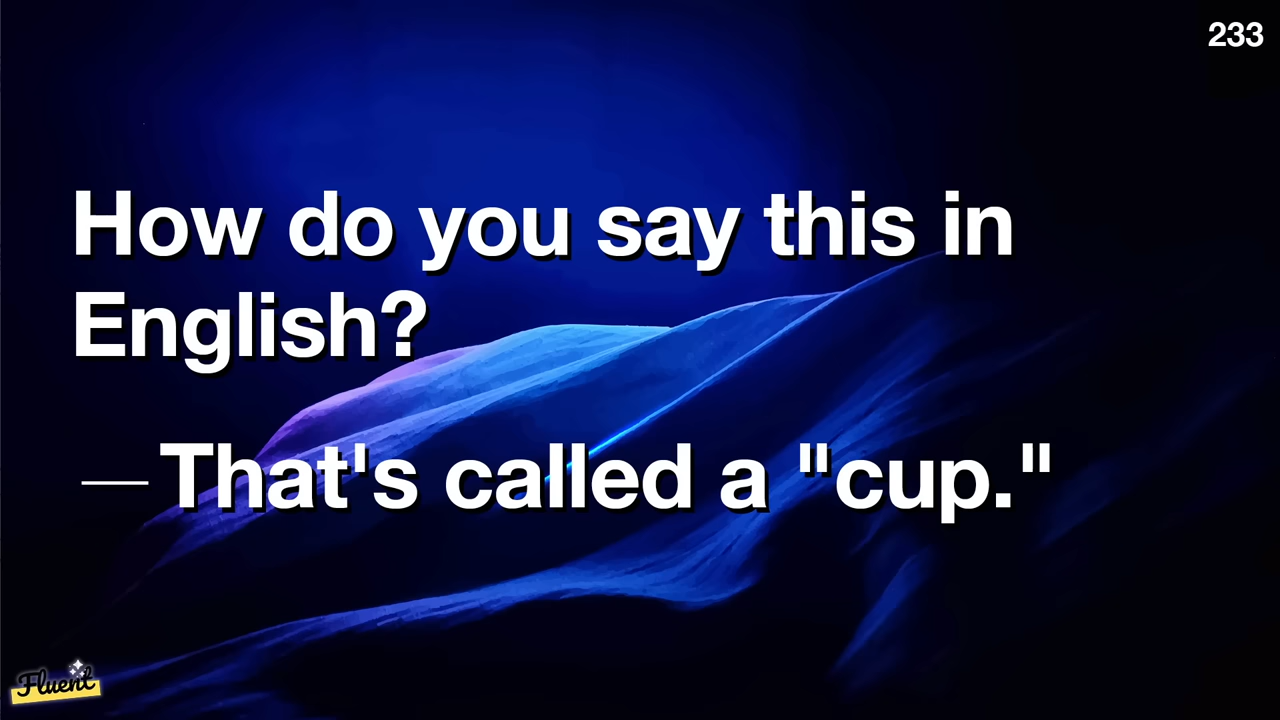 233
How do you say this in
English?
— That's called a "cup."
Fluent